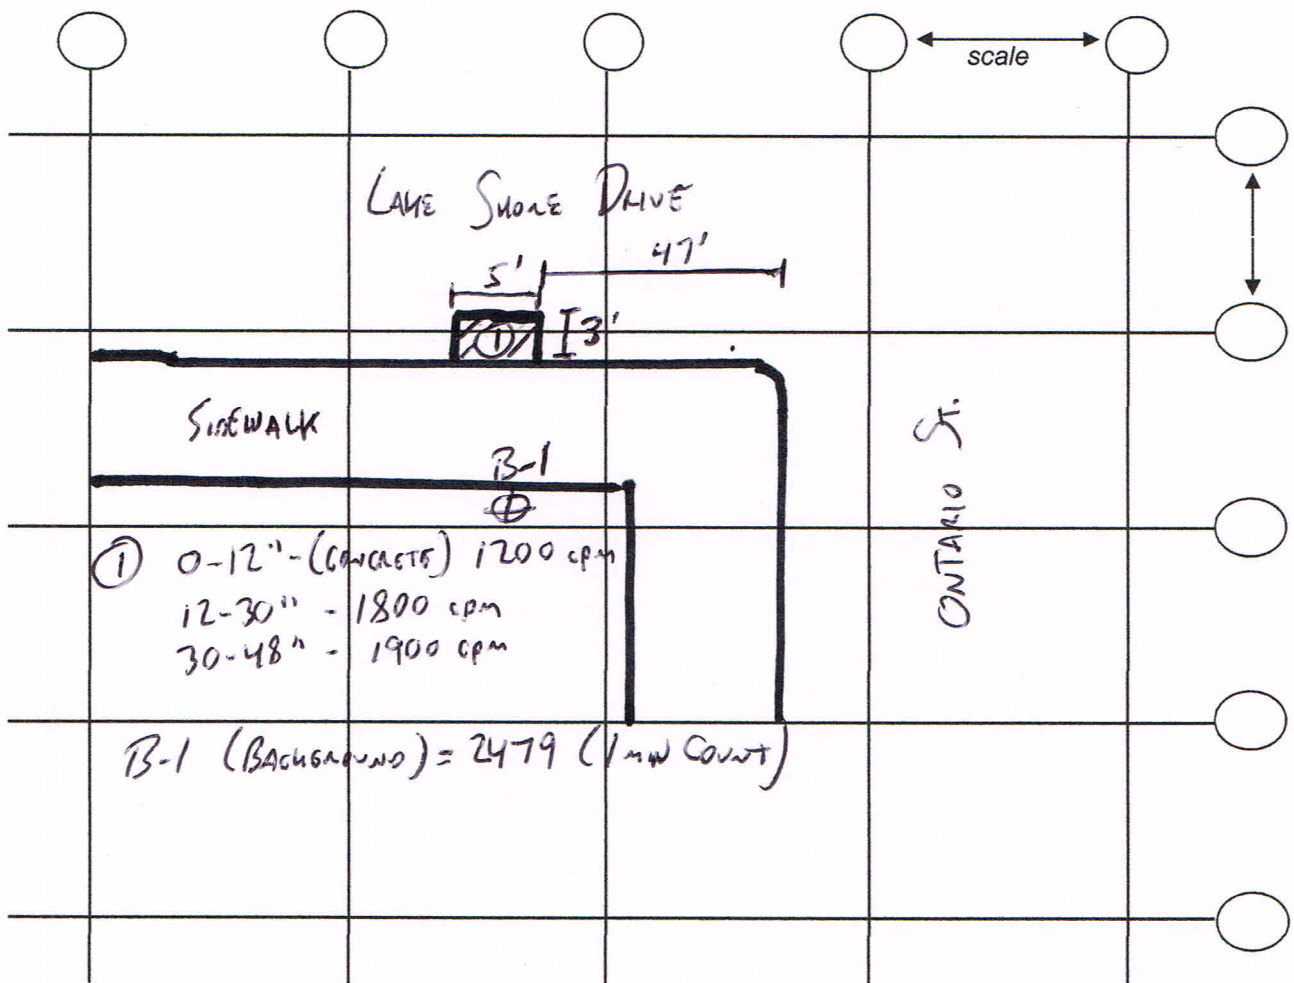 scale
LAKE SHORE DRIVE
47'
5'
3'
1
SIDEWALK
B-1
ONTARIO ST.
1 0-12" - (CONCRETE) 1200 cpm
12-30" - 1800 cpm
30-48" - 1900 cpm
B-1 (BACKGROUND) = 2479 (1 MIN COUNT)